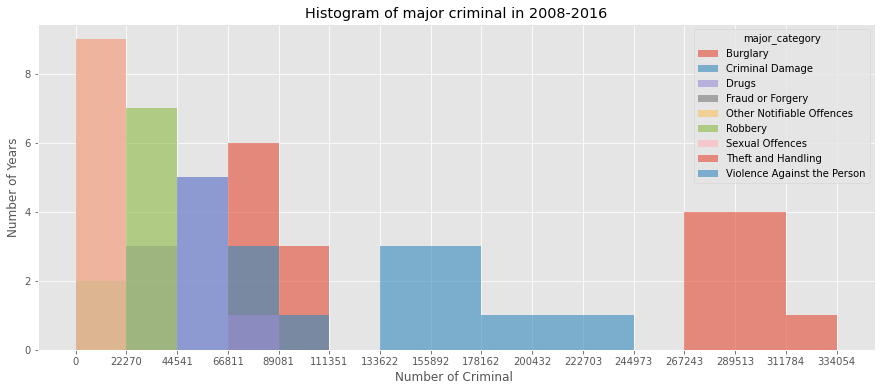 Histogram of major criminal in 2008-2016
major_category
Burglary
Criminal Damage
Drugs
Fraud or Forgery
Other Notifiable Offences
Robbery
Sexual Offences
Theft and Handling
Violence Against the Person
Number of Years
8
6
4
2
0
0 22270 44541 66811 89081 111351 133622 155892 178162 200432 222703 244973 267243 289513 311784 334054
Number of Criminal